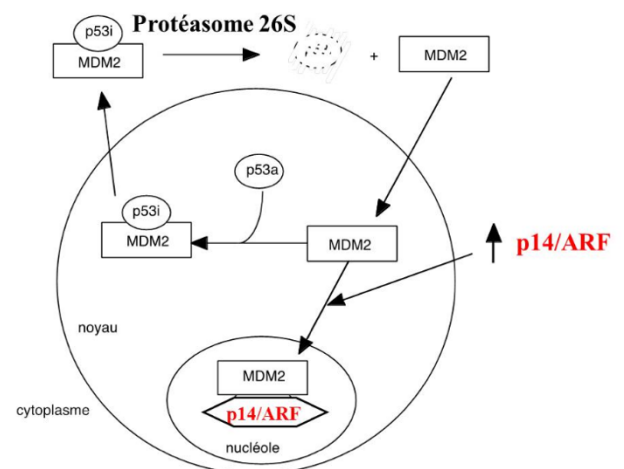 p53i
Protéasome 26S
MDM2
+
MDM2
p53a
p53i
MDM2
MDM2
p14/ARF
noyau
MDM2
cytoplasme
p14/ARF
nucléole